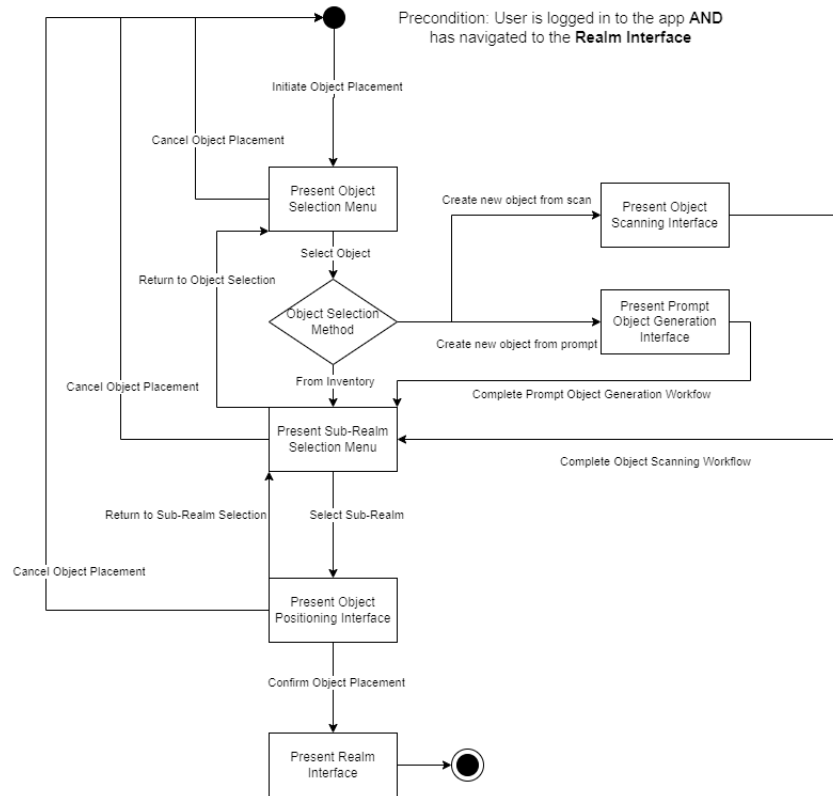 Precondition: User is logged in to the app AND
has navigated to the Realm Interface
Initiate Object Placement
Cancel Object Placement
Present Object
Selection Menu
Create new object from scan
Present Object
Scanning Interface
Select Object
Return to Object Selection
Object Selection
Method
Present Prompt
Object Generation
Interface
Create new object from prompt
From Inventory
Cancel Object Placement
Complete Prompt Object Generation Workfow
Present Sub-Realm
Selection Menu
Complete Object Scanning Workflow
Return to Sub-Realm Selection
Select Sub-Realm
Cancel Object Placement
Present Object
Positioning Interface
Confirm Object Placement
Present Realm
Interface